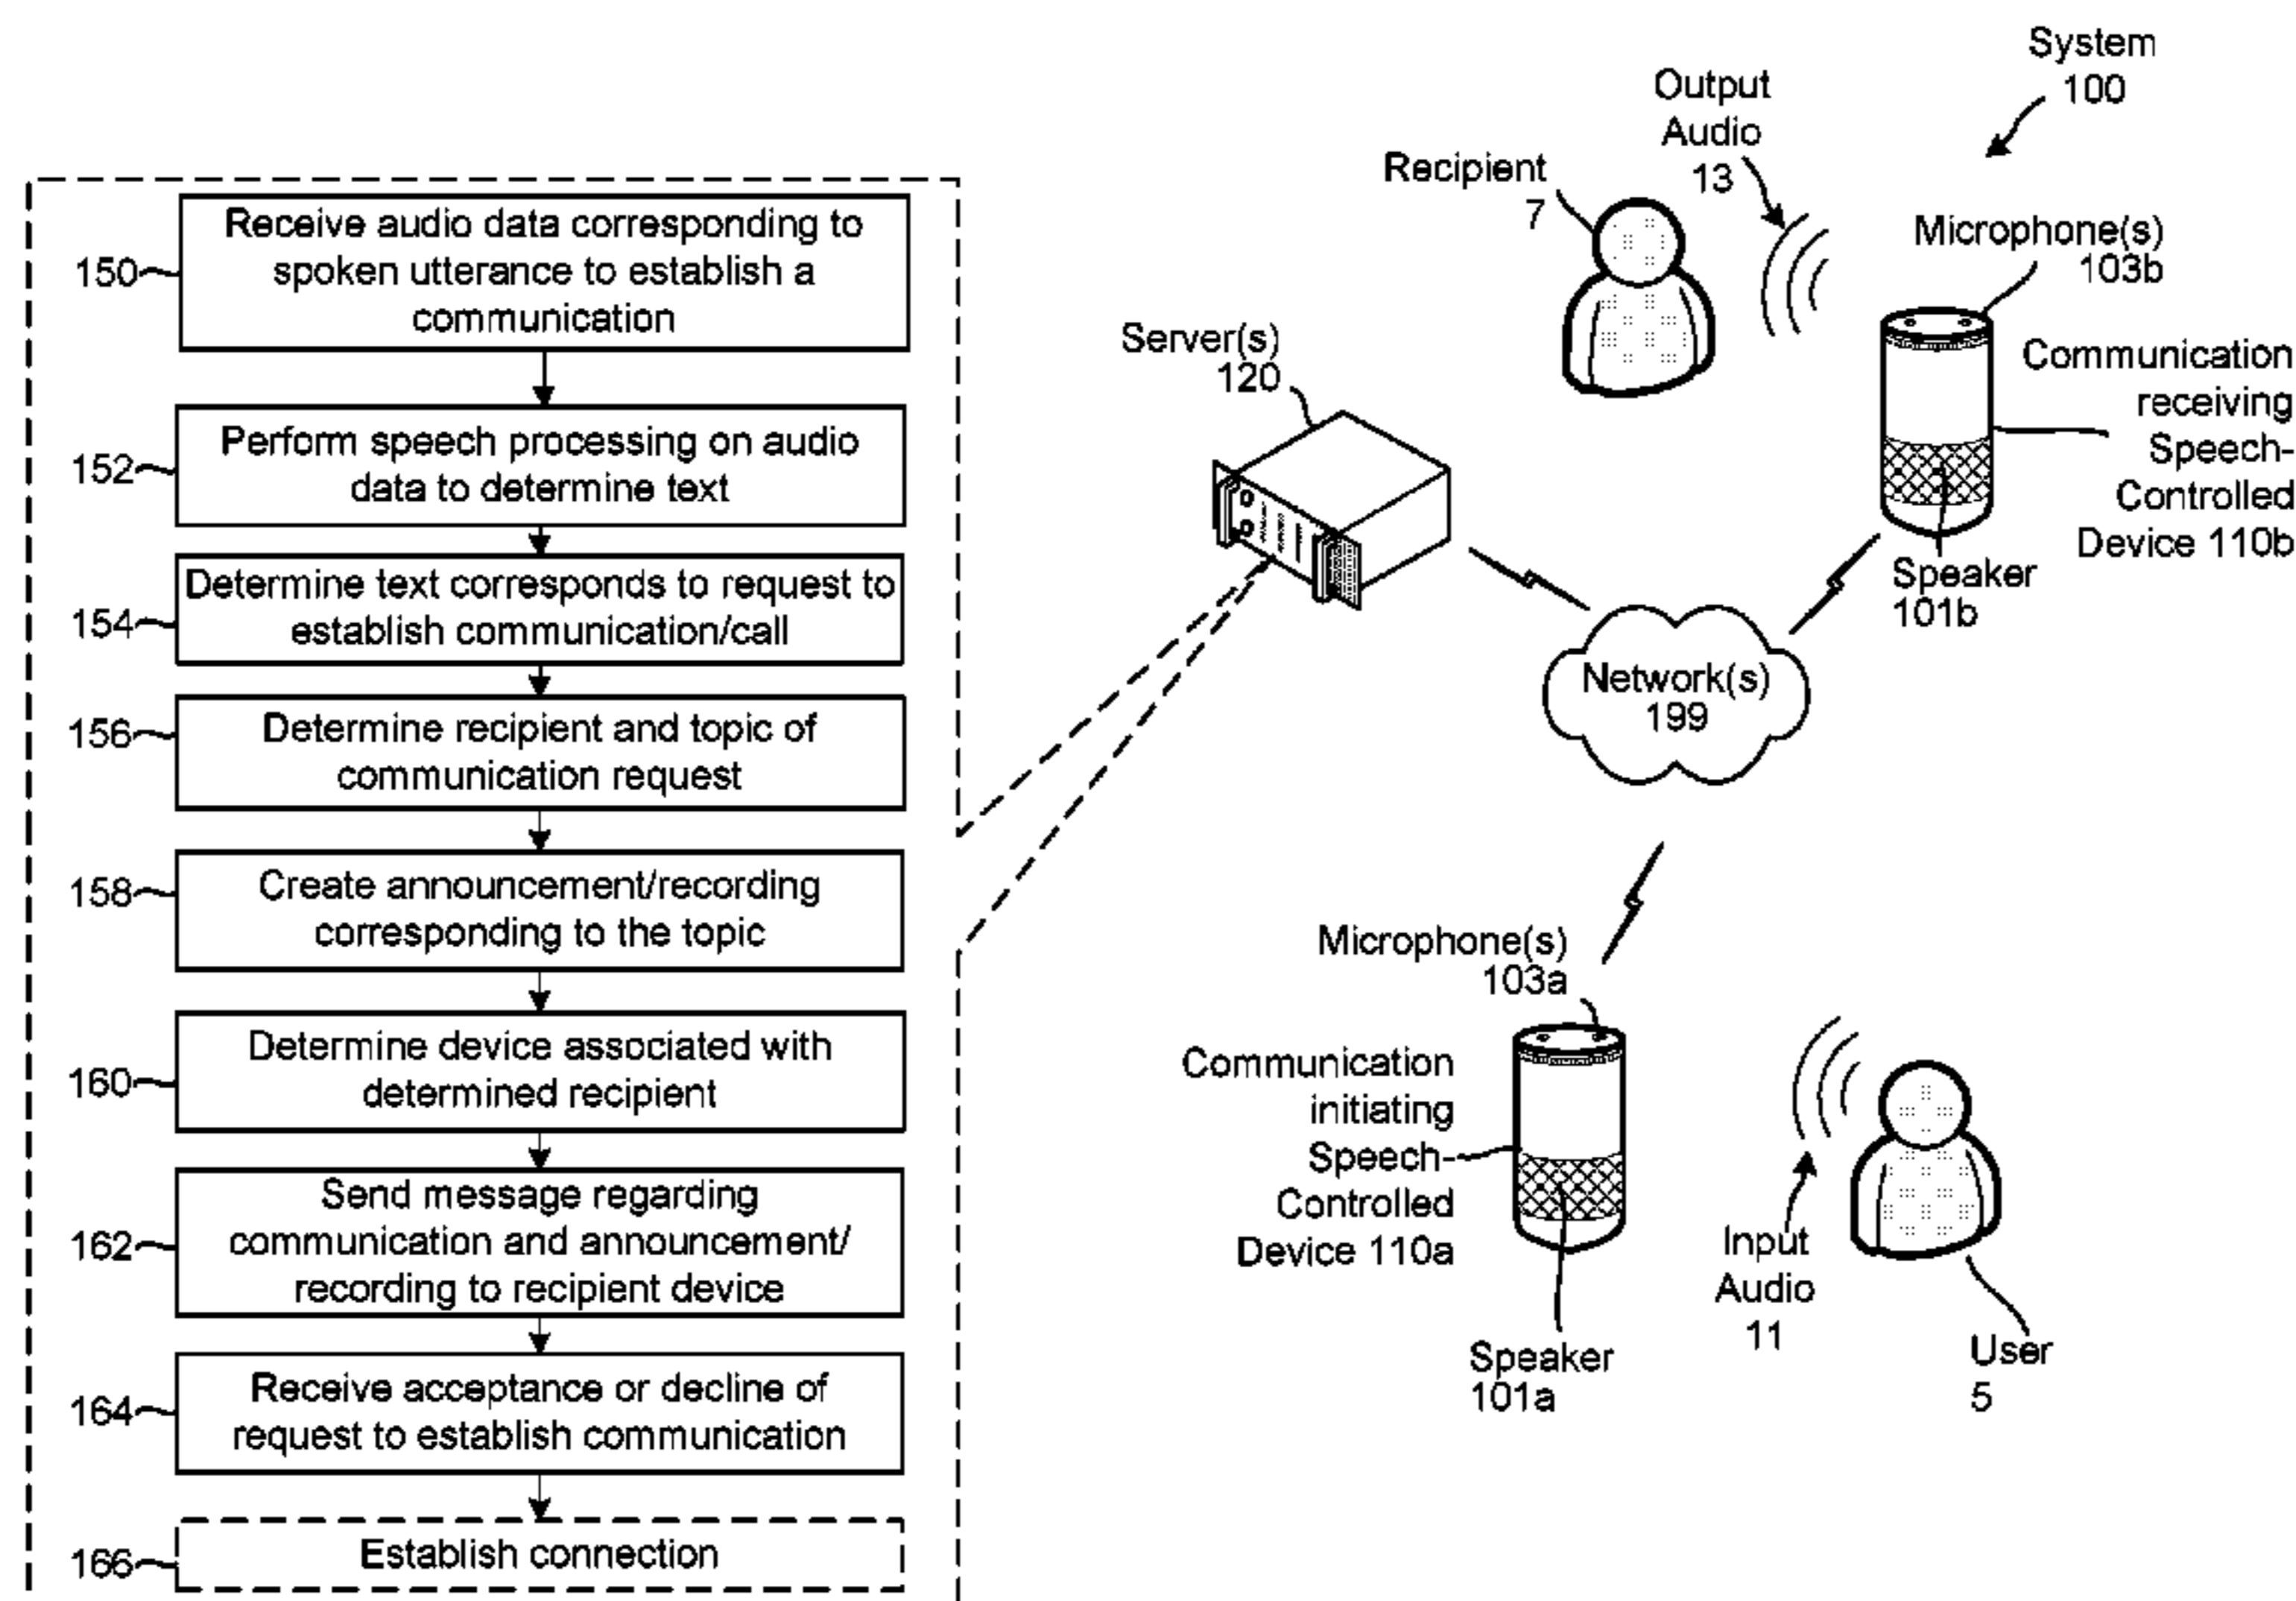 150
Receive audio data corresponding to
spoken utterance to establish a
communication
152
Perform speech processing on audio
data to determine text
154
Determine text corresponds to request to
establish communication/call
156
Determine recipient and topic of
communication request
158
Create announcement/recording
corresponding to the topic
160
Determine device associated with
determined recipient
162
Send message regarding
communication and announcement/
recording to recipient device
164
Receive acceptance or decline of
request to establish communication
166
Establish connection
System
100
Output
Audio
13
Recipient
7
Microphone(s)
103b
Server(s)
120
Communication
receiving
Speech-
Controlled
Device 110b
Speaker
101b
Network(s)
199
Microphone(s)
103a
Communication
initiating
Speech-
Controlled
Device 110a
Speaker
101a
Input
Audio
11
User
5